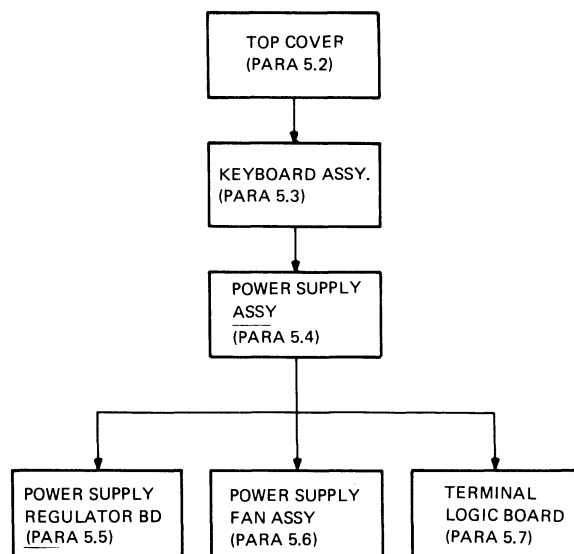 TOP COVER
(PARA 5.2)
KEYBOARD ASSY.
(PARA 5.3)
POWER SUPPLY
ASSY
(PARA 5.4)
POWER SUPPLY
REGULATOR BD
(PARA 5.5)
POWER SUPPLY
FAN ASSY
(PARA 5.6)
TERMINAL
LOGIC BOARD
(PARA 5.7)